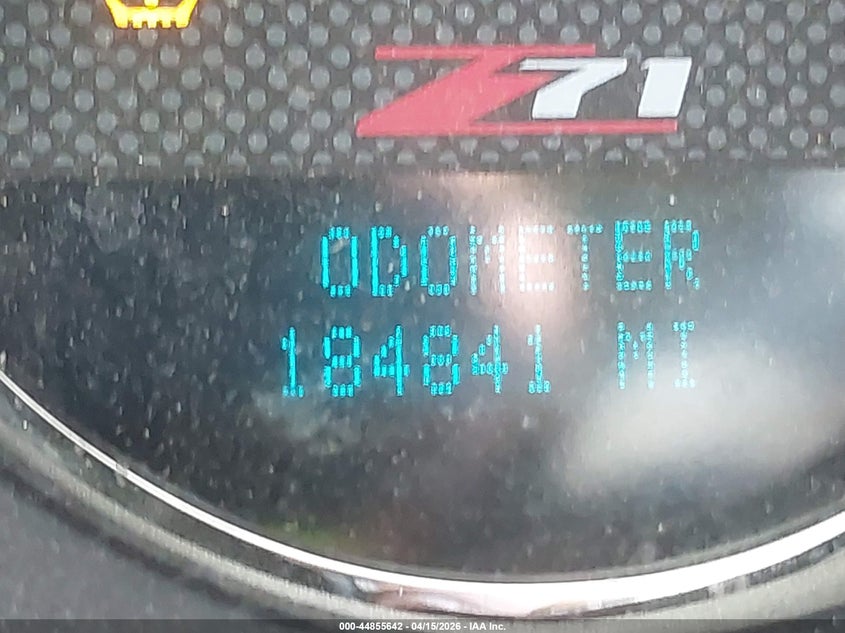 Z71
ODOMETER
184841 MI
000-44855642 - 04/15/2026 - IAA Inc.